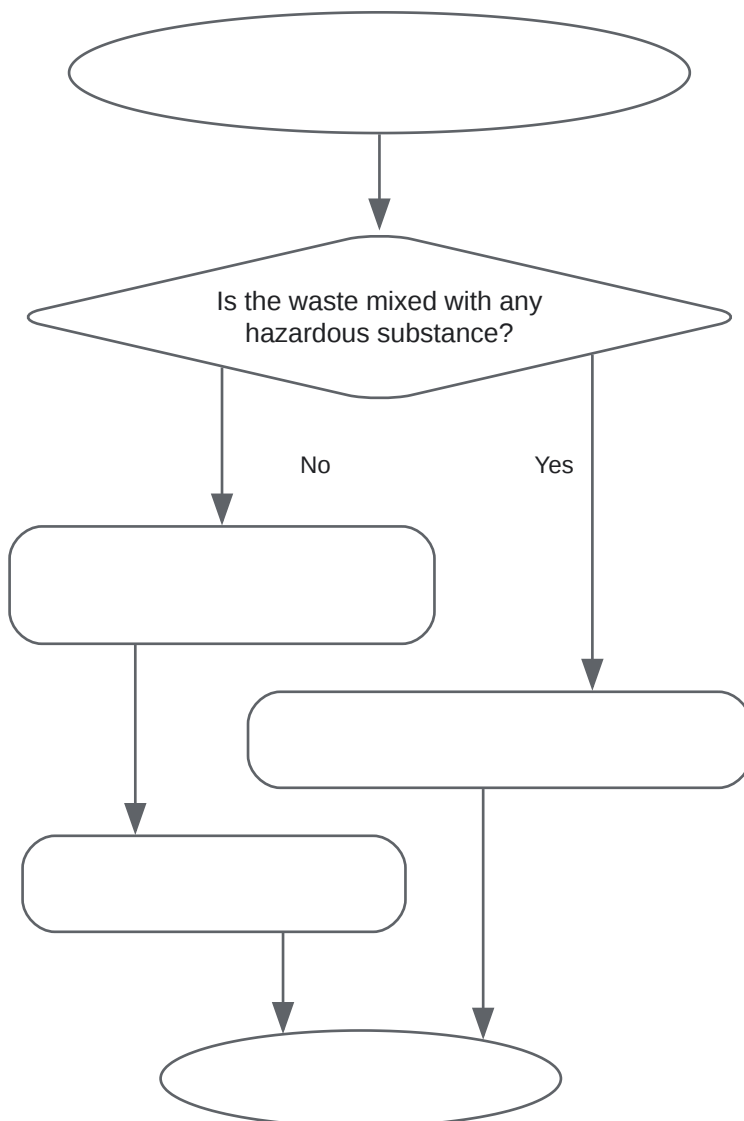 Is the waste mixed with any
hazardous substance?
No
Yes